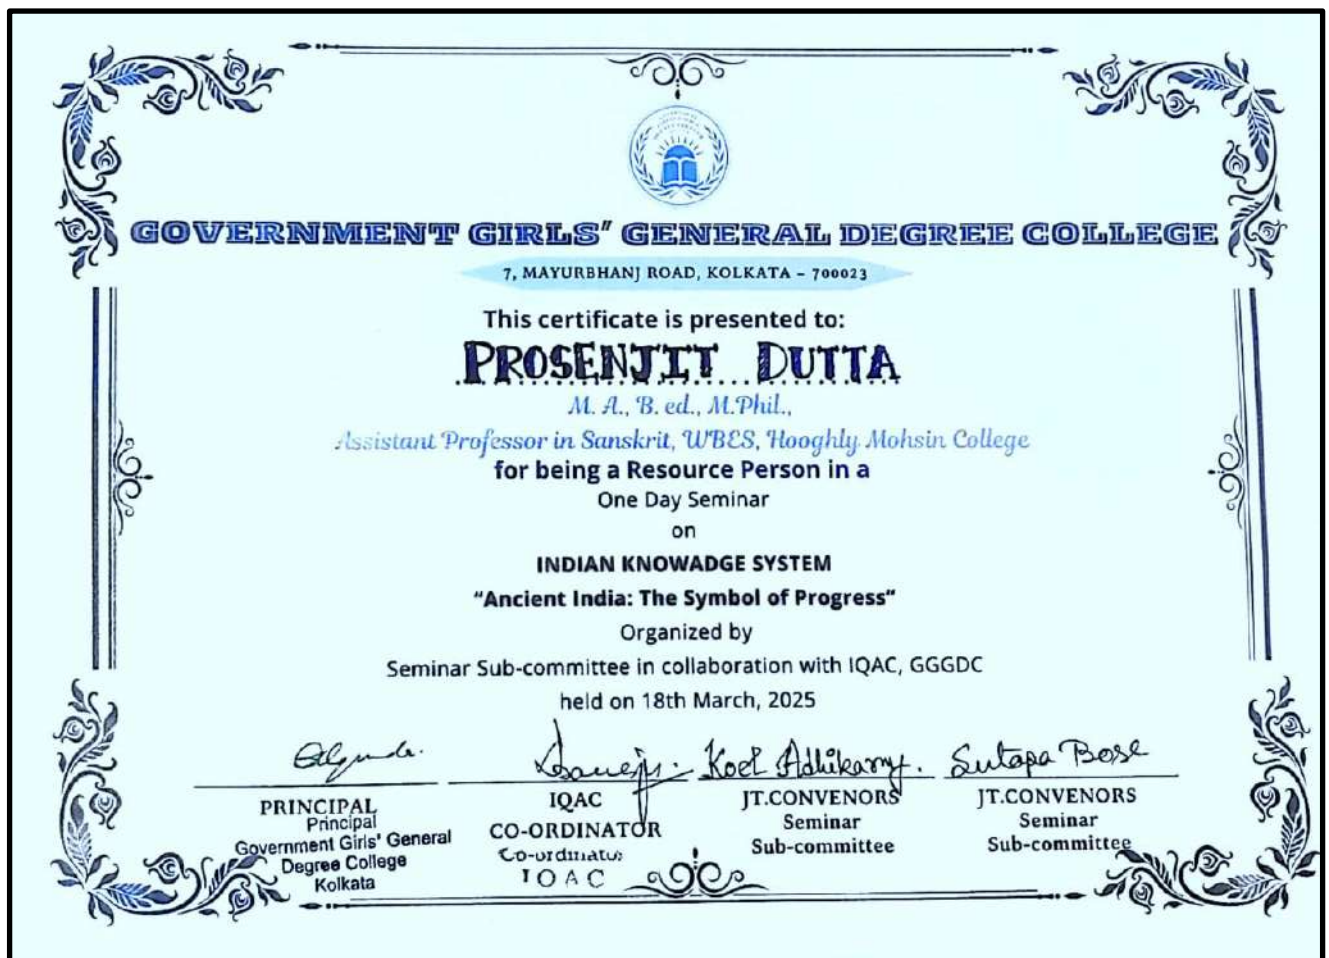 GOVERNMENT GIRLS" GENERAL DEGREE COLLEGE
7, MAYURBHANJ ROAD, KOLKATA - 700023
This certificate is presented to:
PROSENJIT DUTTA
M. A., B. ed., M.Phil.,
Assistant Professor in Sanskrit, WBES, Hooghly Mohsin College
for being a Resource Person in a
One Day Seminar
on
INDIAN KNOWADGE SYSTEM
"Ancient India: The Symbol of Progress"
Organized by
Seminar Sub-committee in collaboration with IQAC, GGGDC
held on 18th March, 2025
Koel Adhikary. Sutapa Bose
PRINCIPAL
Principal
Government Girls' General
Degree College
Kolkata
IQAC
CO-ORDINATOR
Co-ordinator
IQAC
JT.CONVENORS
Seminar
Sub-committee
JT.CONVENORS
Seminar
Sub-committee